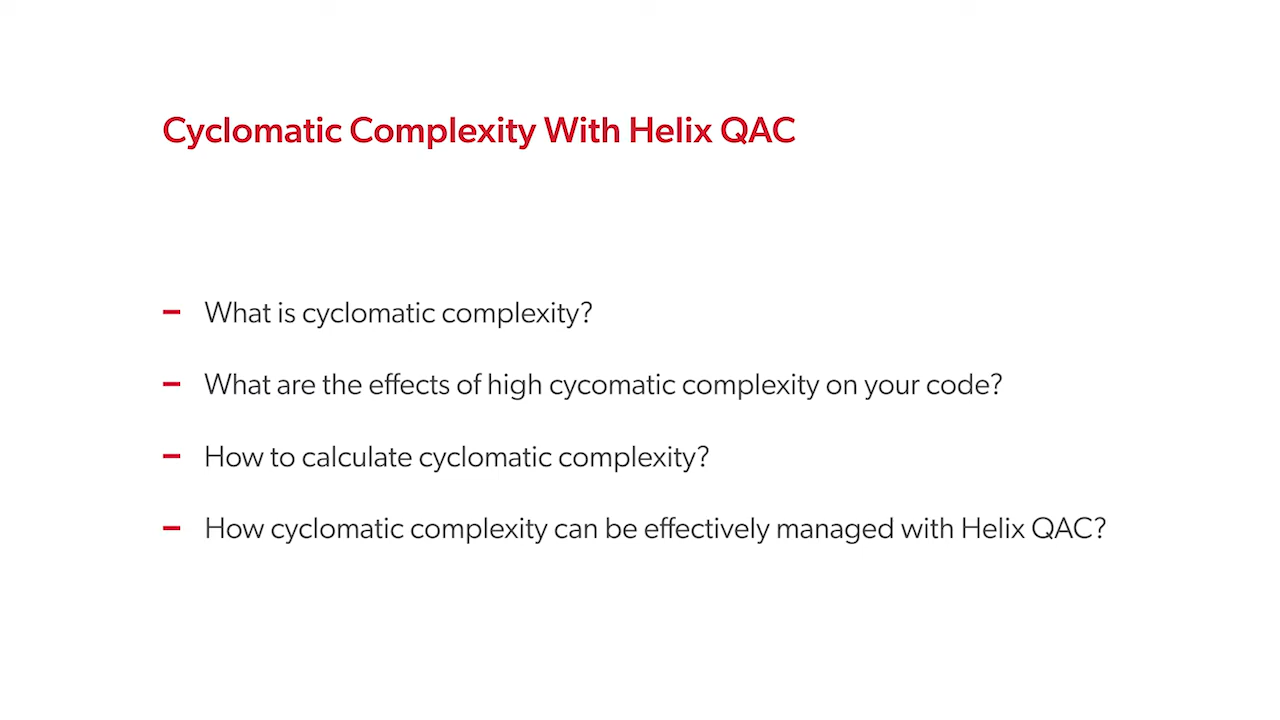 Cyclomatic Complexity With Helix QAC
– What is cyclomatic complexity?
– What are the effects of high cycomatic complexity on your code?
– How to calculate cyclomatic complexity?
– How cyclomatic complexity can be effectively managed with Helix QAC?